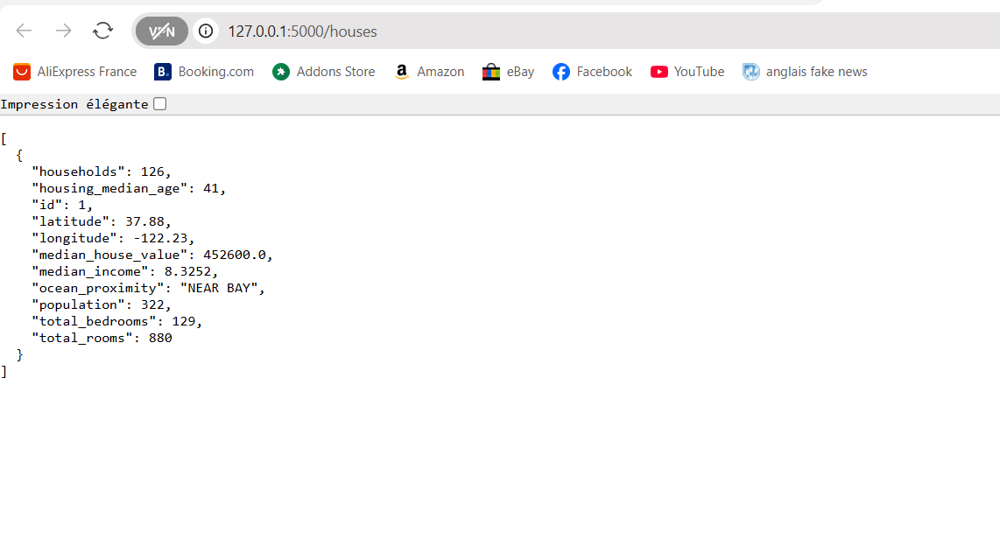 VPN 127.0.0.1:5000/houses
AliExpress France B. Booking.com Addons Store a Amazon eBay Facebook YouTube anglais fake news
Impression élégante
[
  {
    "households": 126,
    "housing_median_age": 41,
    "id": 1,
    "latitude": 37.88,
    "longitude": -122.23,
    "median_house_value": 452600.0,
    "median_income": 8.3252,
    "ocean_proximity": "NEAR BAY",
    "population": 322,
    "total_bedrooms": 129,
    "total_rooms": 880
  }
]